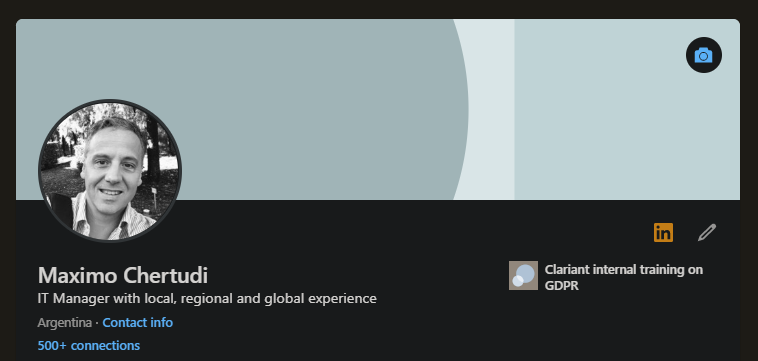 in
Maximo Chertudi
IT Manager with local, regional and global experience
Clariant internal training on
GDPR
Argentina · Contact info
500+ connections